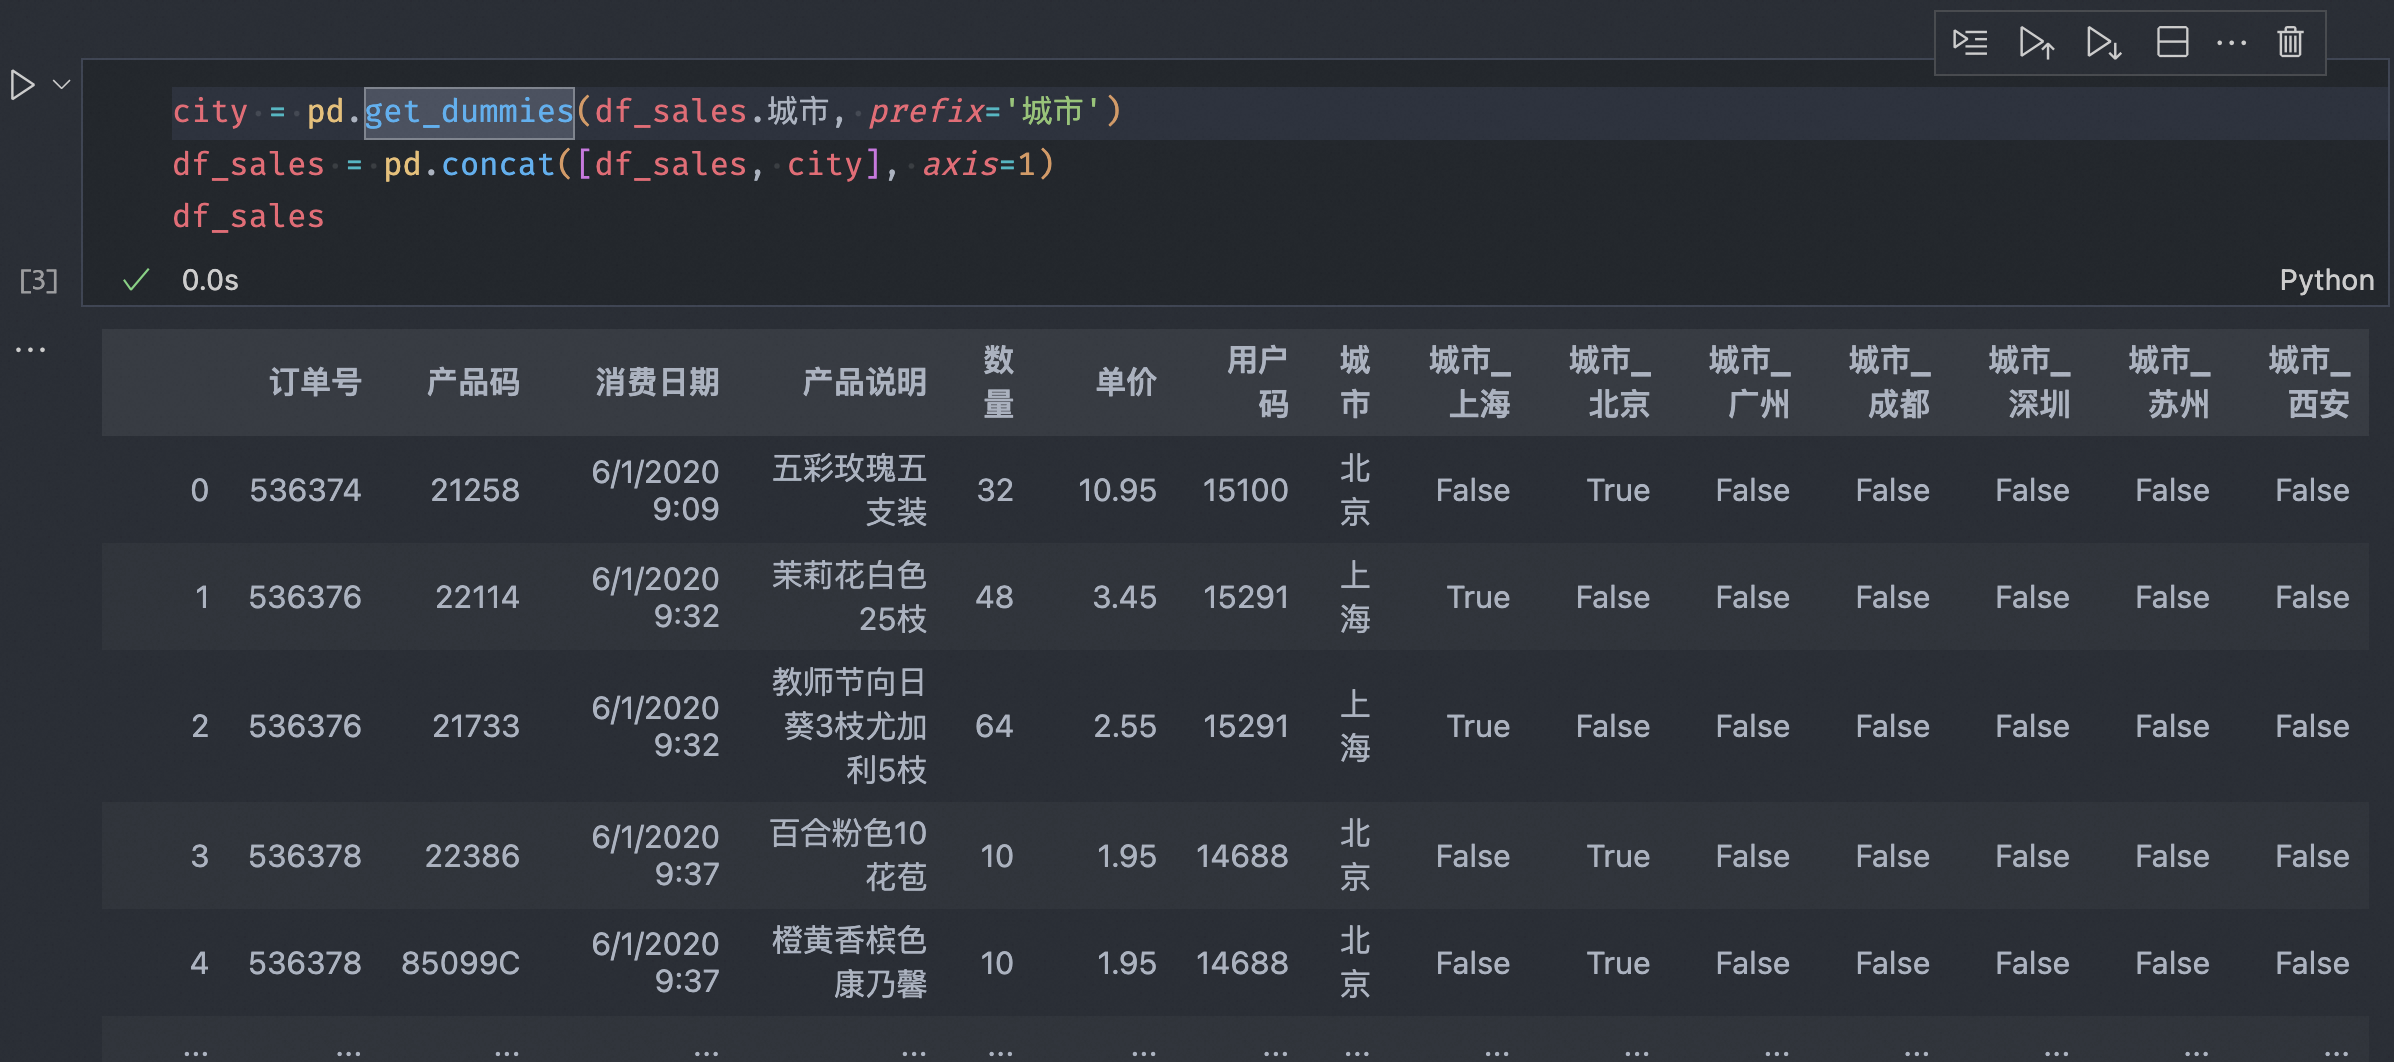 city = pd.get_dummies(df_sales.城市, prefix='城市')
df_sales = pd.concat([df_sales, city], axis=1)
df_sales
[3] 0.0s Python
...
订单号 产品码 消费日期 产品说明 数量 单价 用户码 城市 城市_上海 城市_北京 城市_广州 城市_成都 城市_深圳 城市_苏州 城市_西安
0 536374 21258 6/1/2020 9:09 五彩玫瑰五支装 32 10.95 15100 北京 False True False False False False False
1 536376 22114 6/1/2020 9:32 茉莉花白色25枝 48 3.45 15291 上海 True False False False False False False
2 536376 21733 6/1/2020 9:32 教师节向日葵3枝尤加利5枝 64 2.55 15291 上海 True False False False False False False
3 536378 22386 6/1/2020 9:37 百合粉色10花苞 10 1.95 14688 北京 False True False False False False False
4 536378 85099C 6/1/2020 9:37 橙黄香槟色康乃馨 10 1.95 14688 北京 False True False False False False False
... ... ... ... ... ... ... ... ... ... ... ... ... ... ... ...